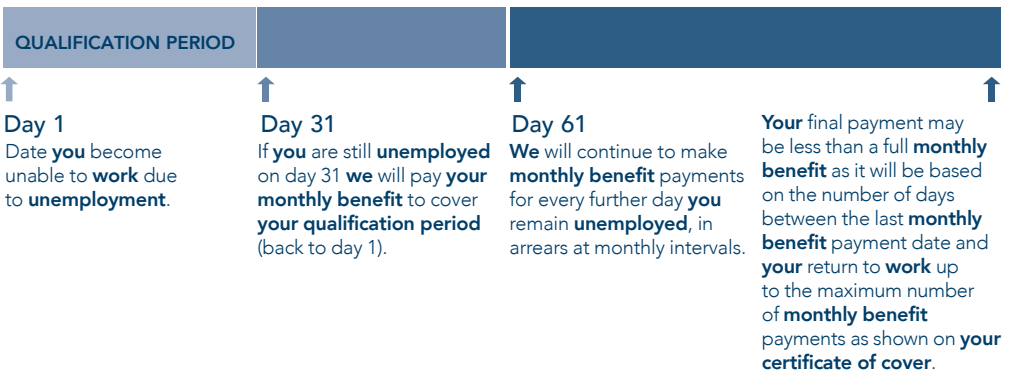 QUALIFICATION PERIOD
Day 1
Date you become
unable to work due
to unemployment.
Day 31
If you are still unemployed
on day 31 we will pay your
monthly benefit to cover
your qualification period
(back to day 1).
Day 61
We will continue to make
monthly benefit payments
for every further day you
remain unemployed, in
arrears at monthly intervals.
Your final payment may
be less than a full monthly
benefit as it will be based
on the number of days
between the last monthly
benefit payment date and
your return to work up
to the maximum number
of monthly benefit
payments as shown on your
certificate of cover.